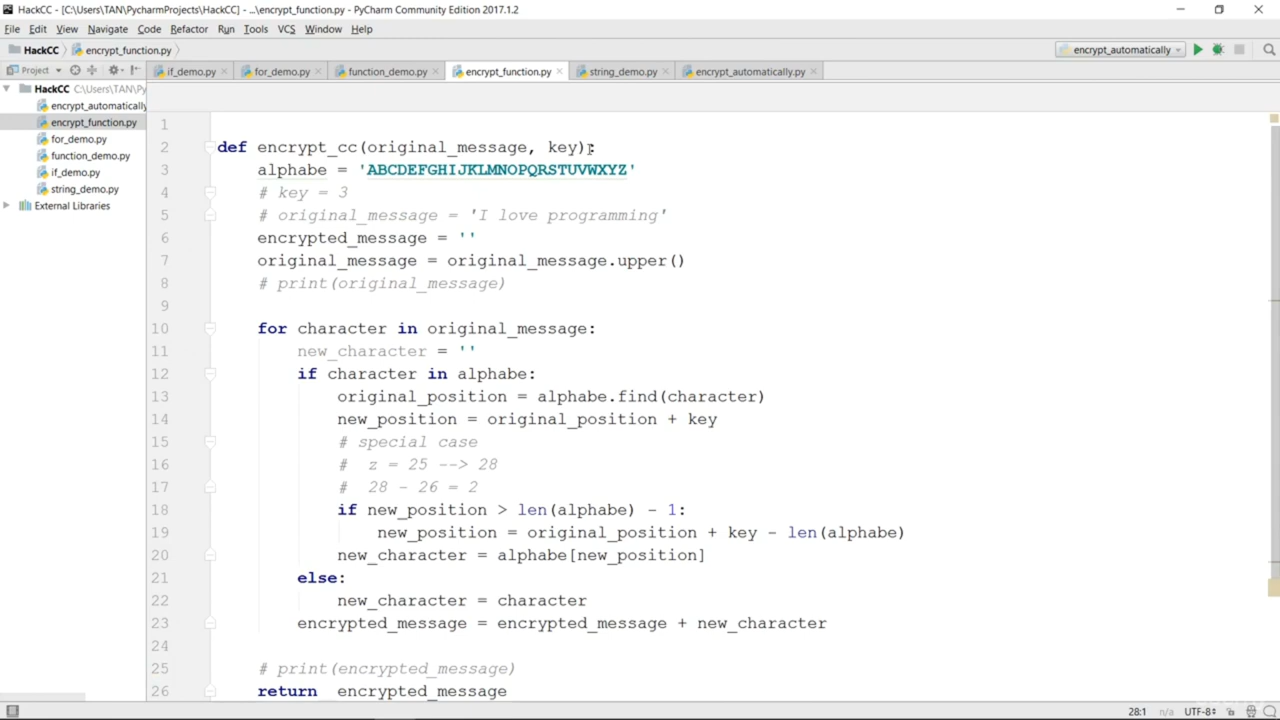 HackCC - [C:\Users\TAN\PycharmProjects\HackCC] - ...\encrypt_function.py - PyCharm Community Edition 2017.1.2
File Edit View Navigate Code Refactor Run Tools VCS Window Help
HackCC encrypt_function.py encrypt_automatically
Project if_demo.py for_demo.py function_demo.py encrypt_function.py string_demo.py encrypt_automatically.py
HackCC C:\Users\TAN\Py
encrypt_automatically
encrypt_function.py
for_demo.py
function_demo.py
if_demo.py
string_demo.py
External Libraries
1
2 def encrypt_cc(original_message, key):
3 alphabe = 'ABCDEFGHIJKLMNOPQRSTUVWXYZ'
4 # key = 3
5 # original_message = 'I love programming'
6 encrypted_message = ''
7 original_message = original_message.upper()
8 # print(original_message)
9
10 for character in original_message:
11 new_character = ''
12 if character in alphabe:
13 original_position = alphabe.find(character)
14 new_position = original_position + key
15 # special case
16 # z = 25 --> 28
17 # 28 - 26 = 2
18 if new_position > len(alphabe) - 1:
19 new_position = original_position + key - len(alphabe)
20 new_character = alphabe[new_position]
21 else:
22 new_character = character
23 encrypted_message = encrypted_message + new_character
24
25 # print(encrypted_message)
26 return encrypted_message
28:1 n/a UTF-8